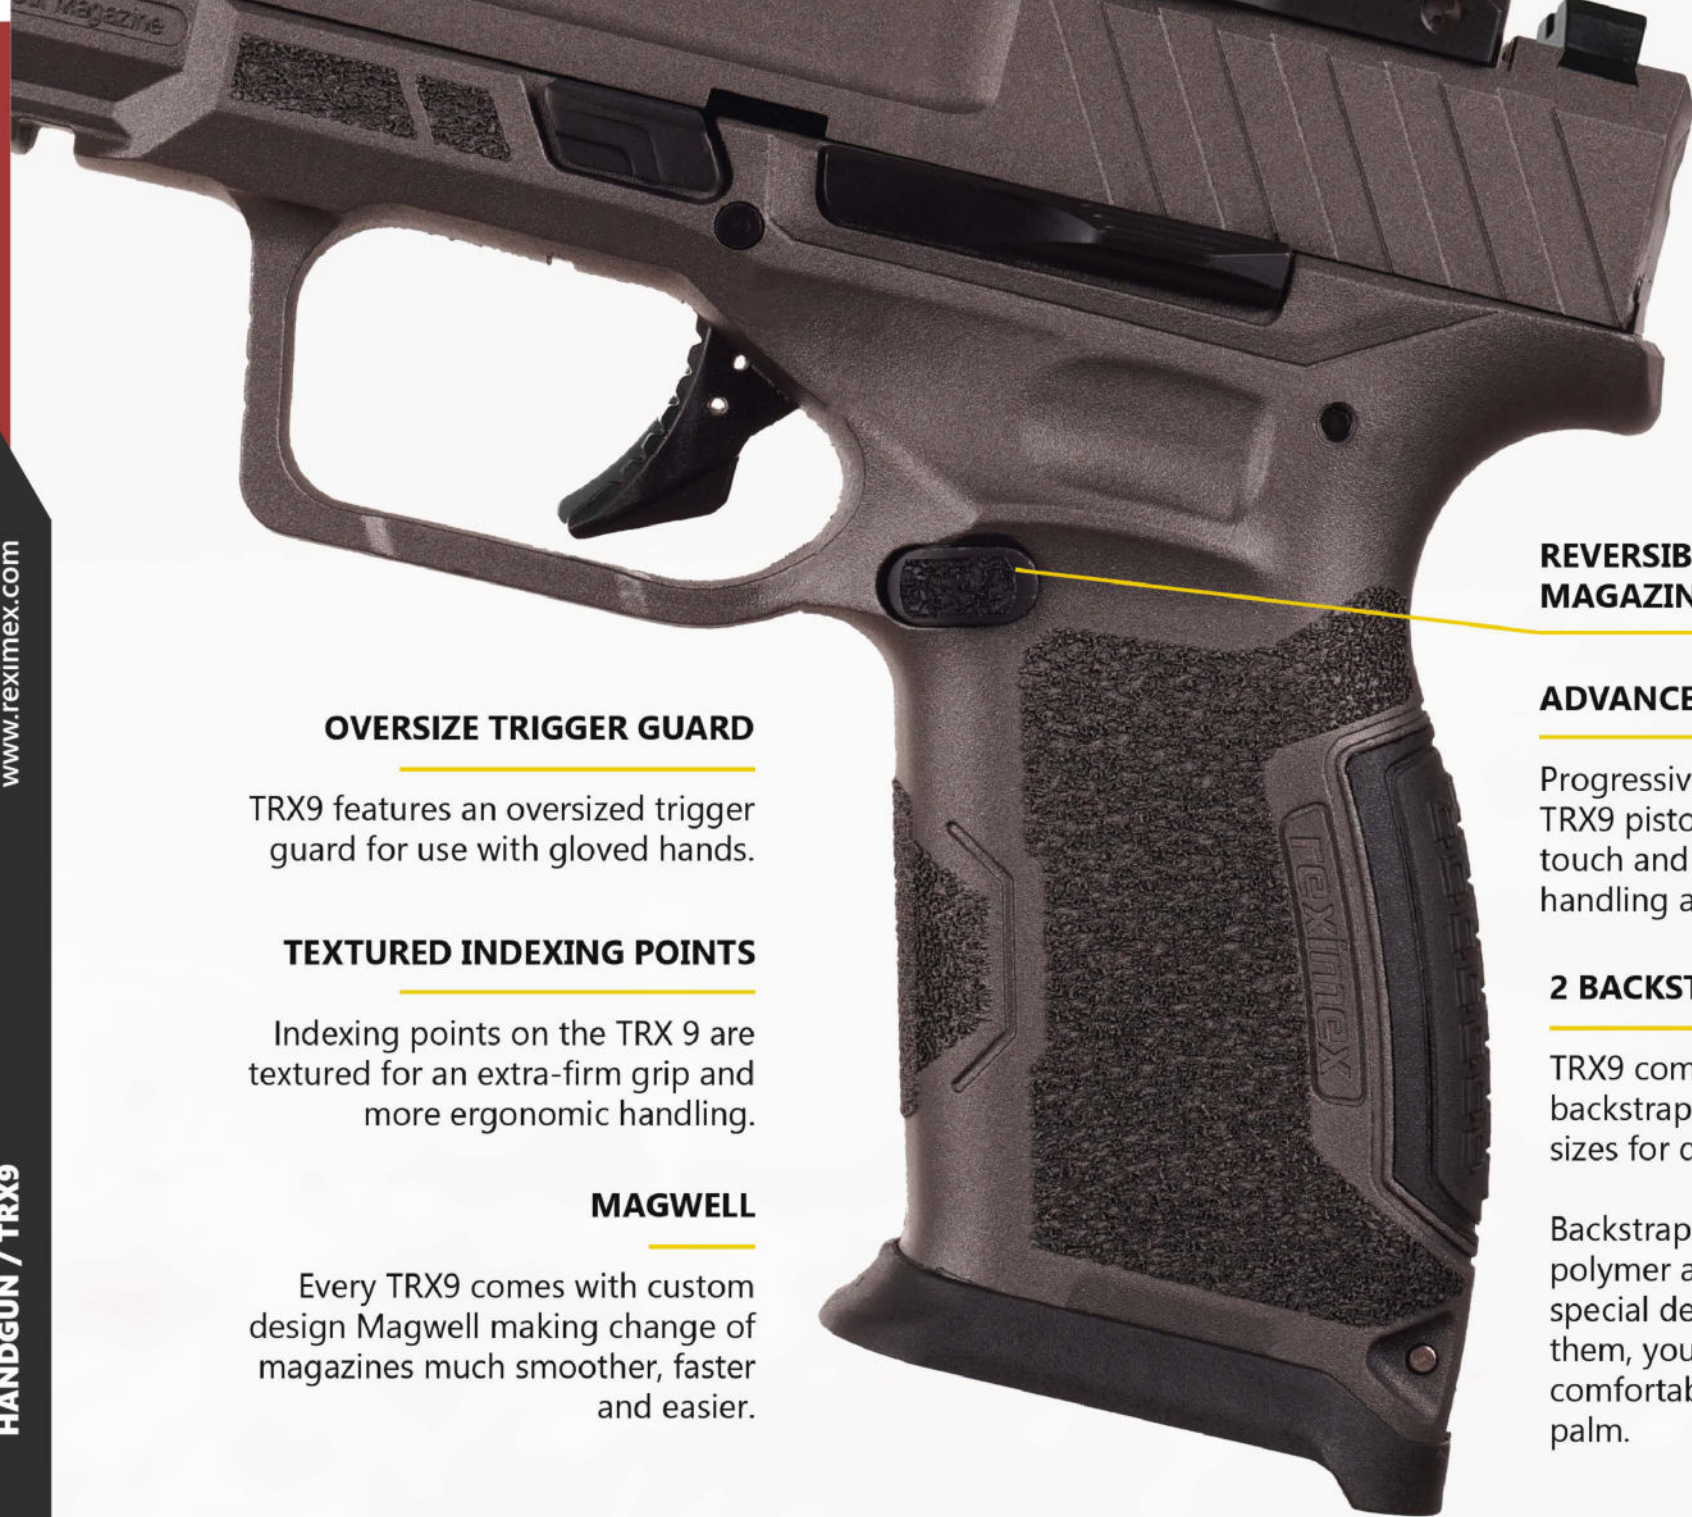 Magazine
www.reximex.com
HANDGUN / TRX9
OVERSIZE TRIGGER GUARD
TRX9 features an oversized trigger
guard for use with gloved hands.
TEXTURED INDEXING POINTS
Indexing points on the TRX 9 are
textured for an extra-firm grip and
more ergonomic handling.
MAGWELL
Every TRX9 comes with custom
design Magwell making change of
magazines much smoother, faster
and easier.
reximex
REVERSIB
MAGAZIN
ADVANCE
Progressiv
TRX9 pisto
touch and
handling a
2 BACKST
TRX9 com
backstrap
sizes for d
Backstrap
polymer a
special de
them, you
comfortab
palm.